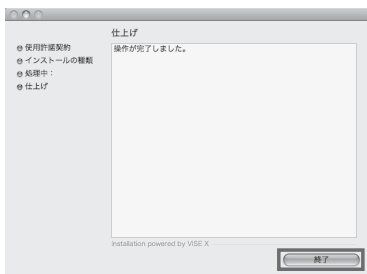 仕上げ
使用許諾契約
インストールの種類
処理中：
仕上げ
操作が完了しました。
Installation powered by VISE X
終了